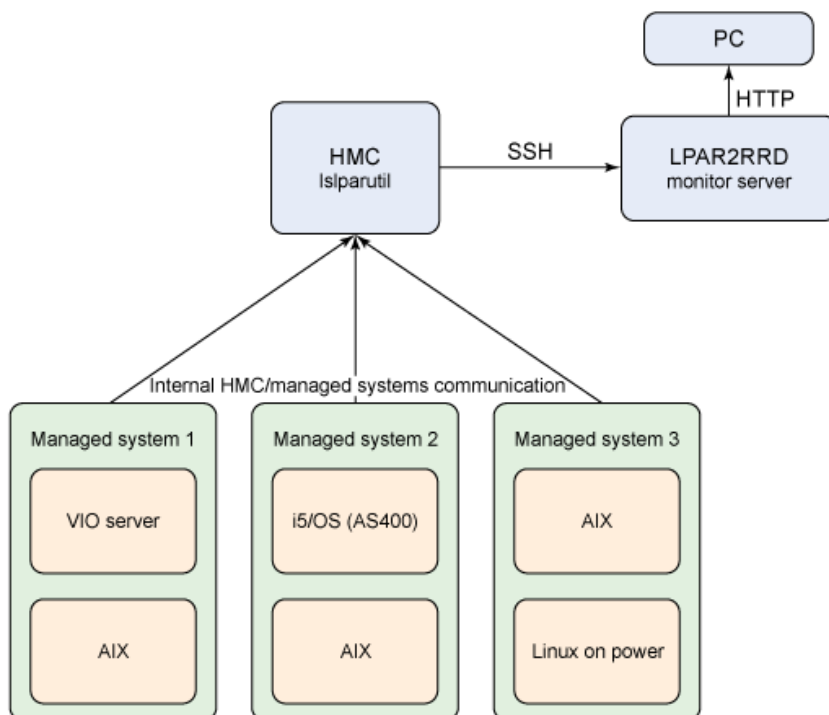 PC
HTTP
HMC
lslparutil
SSH
LPAR2RRD
monitor server
Internal HMC/managed systems communication
Managed system 1
Managed system 2
Managed system 3
VIO server
i5/OS (AS400)
AIX
AIX
AIX
Linux on power